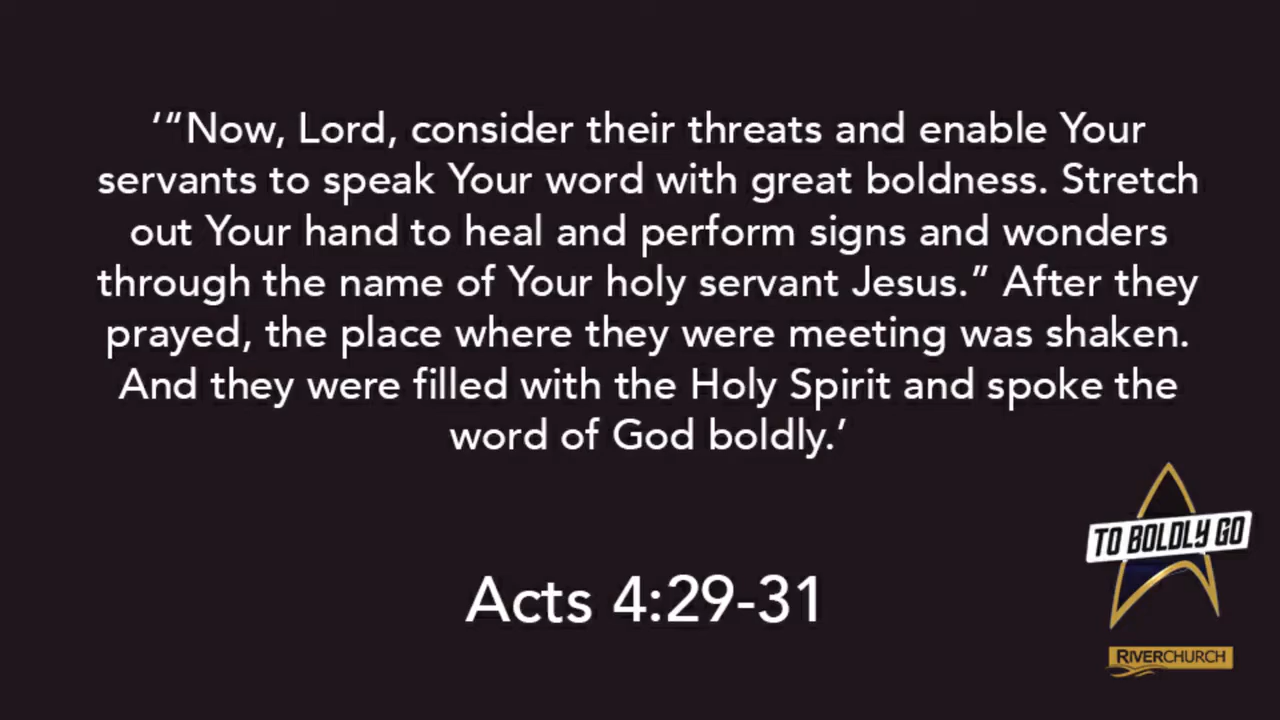 ’“Now, Lord, consider their threats and enable Your
servants to speak Your word with great boldness. Stretch
out Your hand to heal and perform signs and wonders
through the name of Your holy servant Jesus.” After they
prayed, the place where they were meeting was shaken.
And they were filled with the Holy Spirit and spoke the
word of God boldly.’
Acts 4:29-31
TO BOLDLY GO
RIVERCHURCH